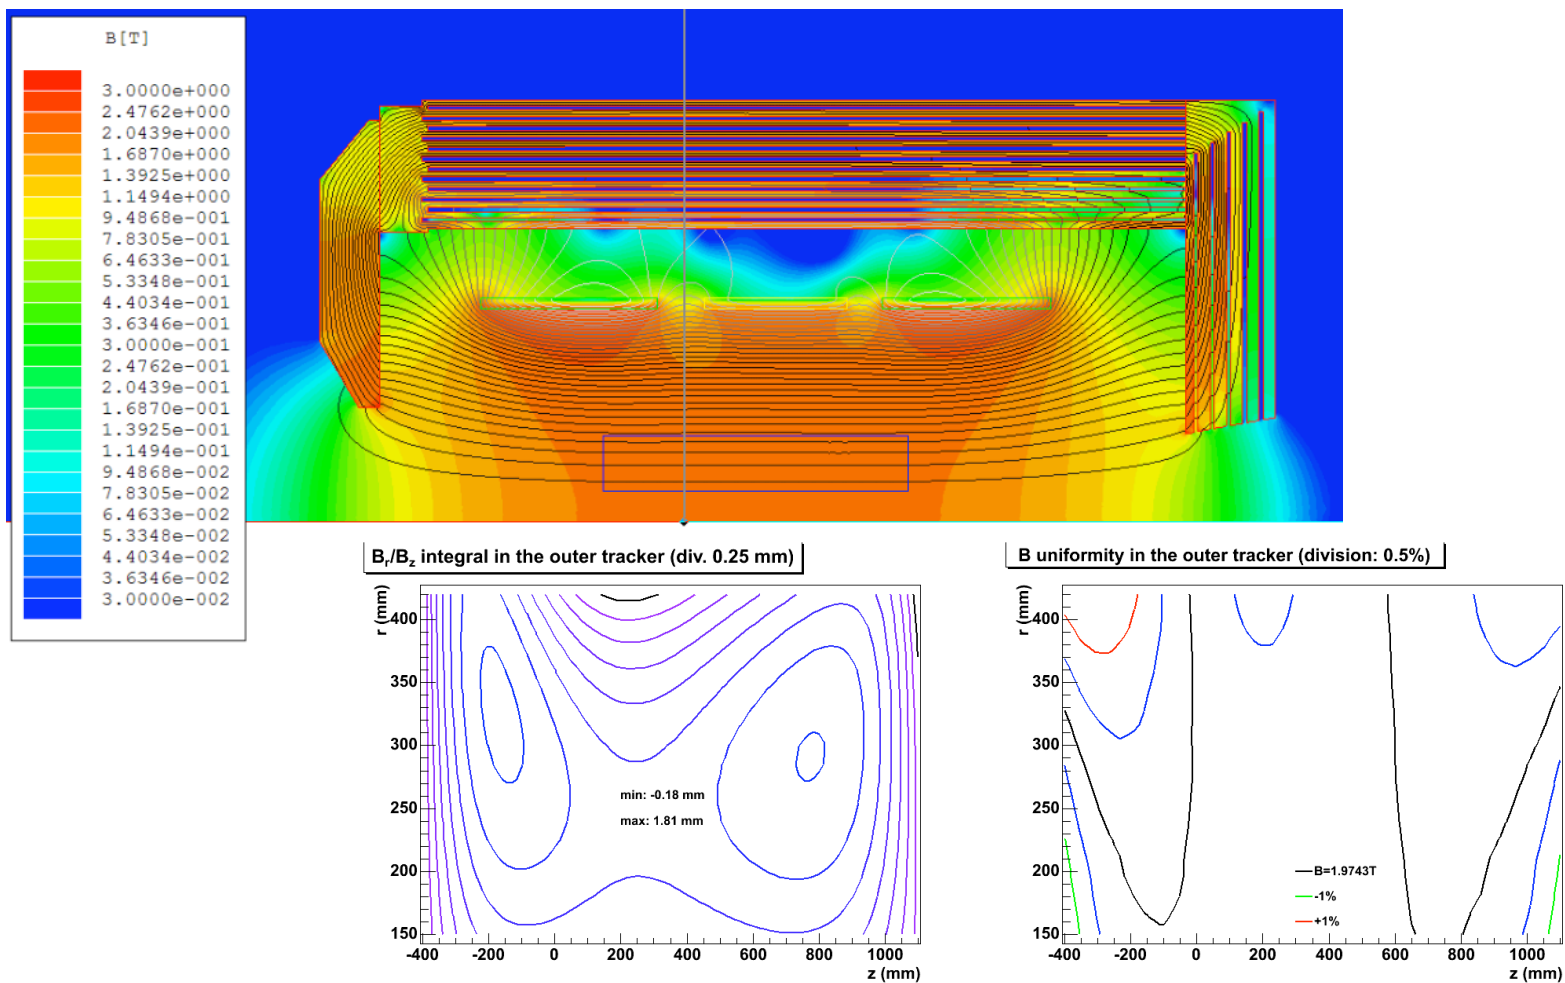 B[T]
3.0000e+000
2.4762e+000
2.0439e+000
1.6870e+000
1.3925e+000
1.1494e+000
9.4868e-001
7.8305e-001
6.4633e-001
5.3348e-001
4.4034e-001
3.6346e-001
3.0000e-001
2.4762e-001
2.0439e-001
1.6870e-001
1.3925e-001
1.1494e-001
9.4868e-002
7.8305e-002
6.4633e-002
5.3348e-002
4.4034e-002
3.6346e-002
3.0000e-002
Br/Bz integral in the outer tracker (div. 0.25 mm)
r (mm)
400
350
300
250
200
150
min: -0.18 mm
max: 1.81 mm
-400 -200 0 200 400 600 800 1000
z (mm)
B uniformity in the outer tracker (division: 0.5%)
r (mm)
400
350
300
250
200
150
B=1.9743T
-1%
+1%
-400 -200 0 200 400 600 800 1000
z (mm)